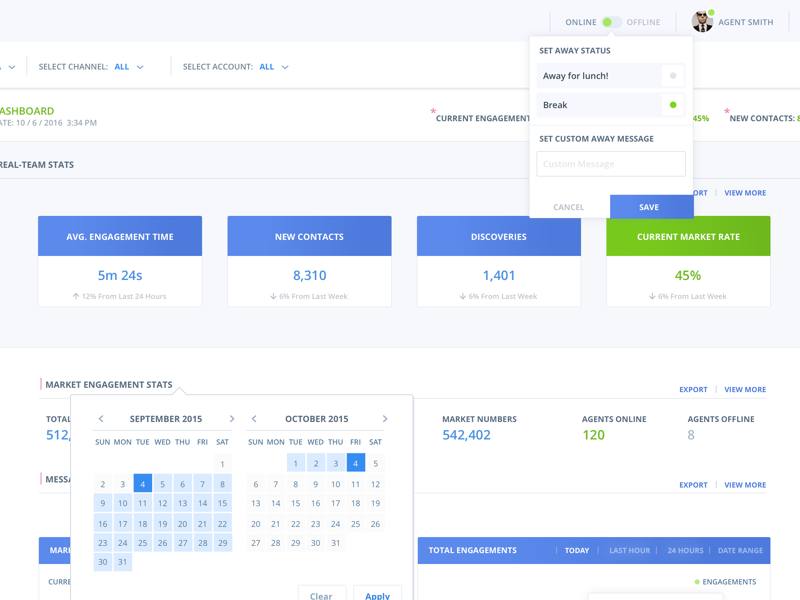 ONLINE OFFLINE AGENT SMITH
SELECT CHANNEL: ALL SELECT ACCOUNT: ALL
SET AWAY STATUS
Away for lunch!
Break
SET CUSTOM AWAY MESSAGE
Custom Message
CANCEL SAVE
ASHBOARD
ATE: 10 / 6 / 2016 3:34 PM
*CURRENT ENGAGEMENT 45% *NEW CONTACTS: 8
REAL-TEAM STATS
ORT VIEW MORE
AVG. ENGAGEMENT TIME NEW CONTACTS DISCOVERIES CURRENT MARKET RATE
5m 24s 8,310 1,401 45%
12% From Last 24 Hours 6% From Last Week 6% From Last Week 6% From Last Week
MARKET ENGAGEMENT STATS
EXPORT VIEW MORE
TOTAL MARKET NUMBERS AGENTS ONLINE AGENTS OFFLINE
512, 542,402 120 8
MESSA EXPORT VIEW MORE
SEPTEMBER 2015 OCTOBER 2015
SUN MON TUE WED THU FRI SAT SUN MON TUE WED THU FRI SAT
1 1 2 3 4 5
2 3 4 5 6 7 8 6 7 8 9 10 11 12
9 10 11 12 13 14 15 13 14 15 16 17 18 19
16 17 18 19 20 21 22 20 21 22 23 24 25 26
23 24 25 26 27 28 29 27 28 29 30 31
30 31
Clear Apply
MARK TOTAL ENGAGEMENTS TODAY LAST HOUR 24 HOURS DATE RANGE
CURRE ENGAGEMENTS